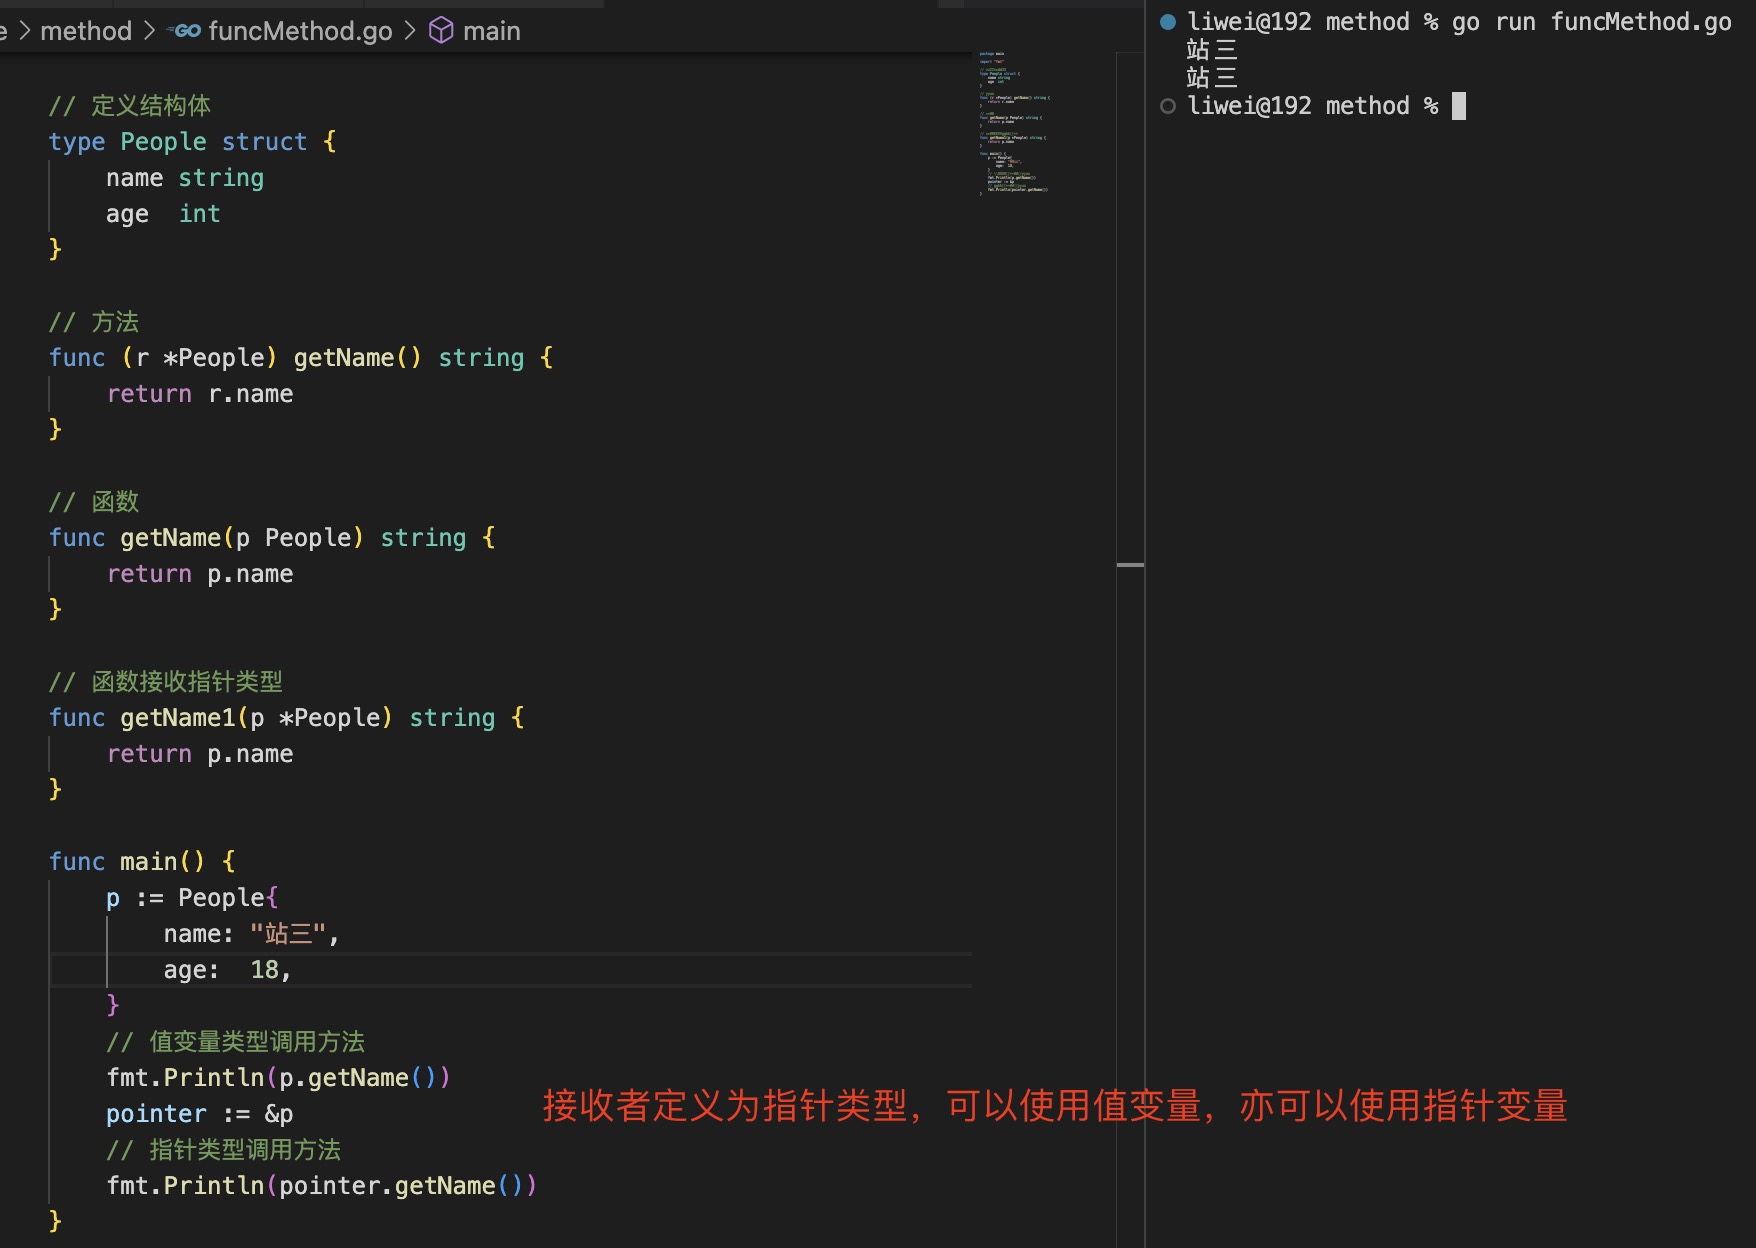 e > method > GO funcMethod.go > main
// 定义结构体
type People struct {
    name string
    age  int
}
// 方法
func (r *People) getName() string {
    return r.name
}
// 函数
func getName(p People) string {
    return p.name
}
// 函数接收指针类型
func getName1(p *People) string {
    return p.name
}
func main() {
    p := People{
        name: "站三",
        age:  18,
    }
    // 值变量类型调用方法
    fmt.Println(p.getName())
    pointer := &p
    // 指针类型调用方法
    fmt.Println(pointer.getName())
}
接收者定义为指针类型，可以使用值变量，亦可以使用指针变量
liwei@192 method % go run funcMethod.go
站三
站三
liwei@192 method %